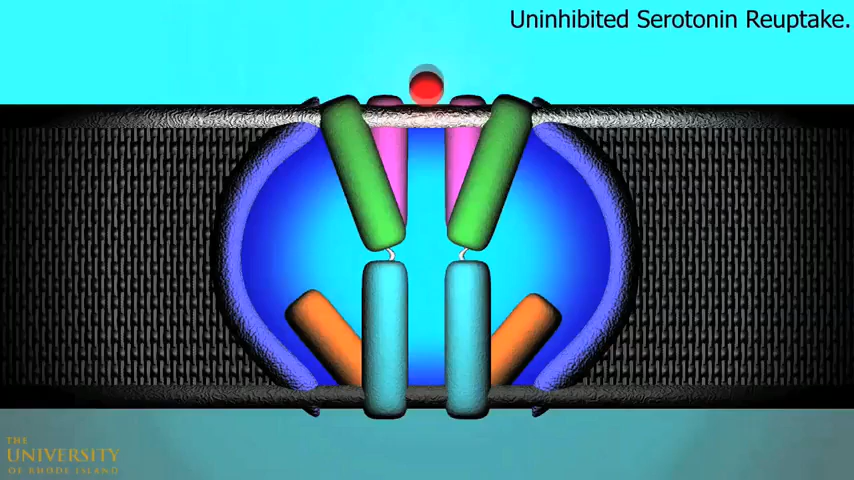 Uninhibited Serotonin Reuptake.
THE
UNIVERSITY
OF RHODE ISLAND